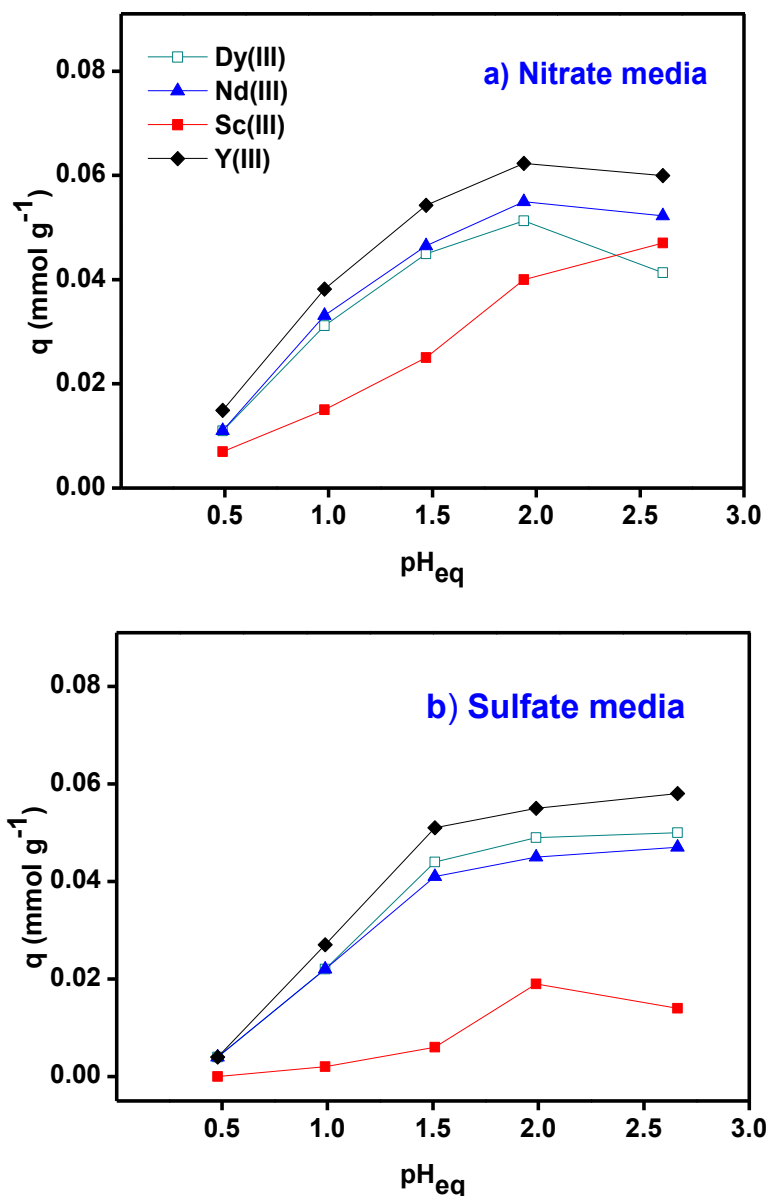 a) Nitrate media
Dy(III)
Nd(III)
Sc(III)
Y(III)
q (mmol g⁻¹)
0.08
0.06
0.04
0.02
0.00
0.5 1.0 1.5 2.0 2.5 3.0
pHeq
b) Sulfate media
q (mmol g⁻¹)
0.08
0.06
0.04
0.02
0.00
0.5 1.0 1.5 2.0 2.5 3.0
pHeq